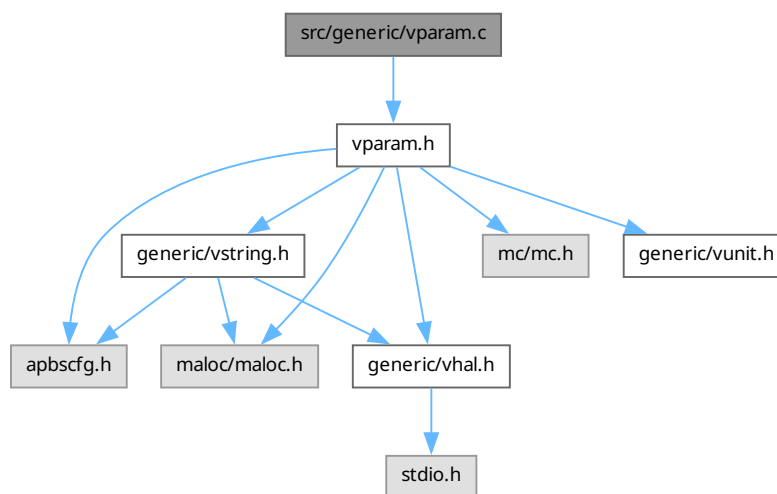 src/generic/vparam.c
vparam.h
generic/vstring.h
mc/mc.h
generic/vunit.h
apbscfg.h
maloc/maloc.h
generic/vhal.h
stdio.h